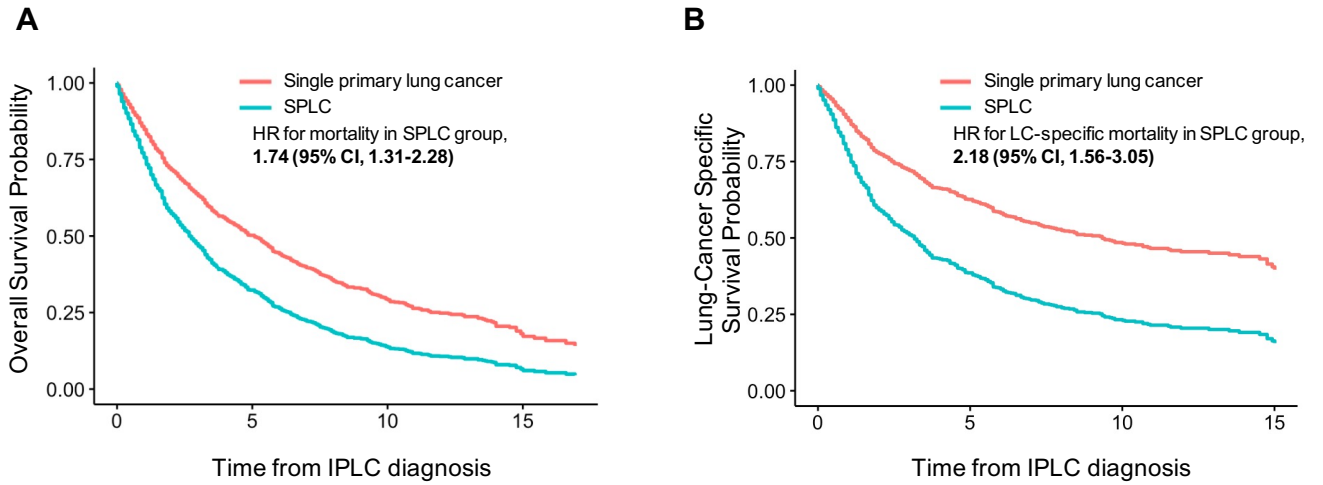 A
Overall Survival Probability
1.00
0.75
0.50
0.25
0.00
Single primary lung cancer
SPLC
HR for mortality in SPLC group,
1.74 (95% CI, 1.31-2.28)
0 5 10 15
Time from IPLC diagnosis
B
Lung-Cancer Specific
Survival Probability
1.00
0.75
0.50
0.25
0.00
Single primary lung cancer
SPLC
HR for LC-specific mortality in SPLC group,
2.18 (95% CI, 1.56-3.05)
0 5 10 15
Time from IPLC diagnosis